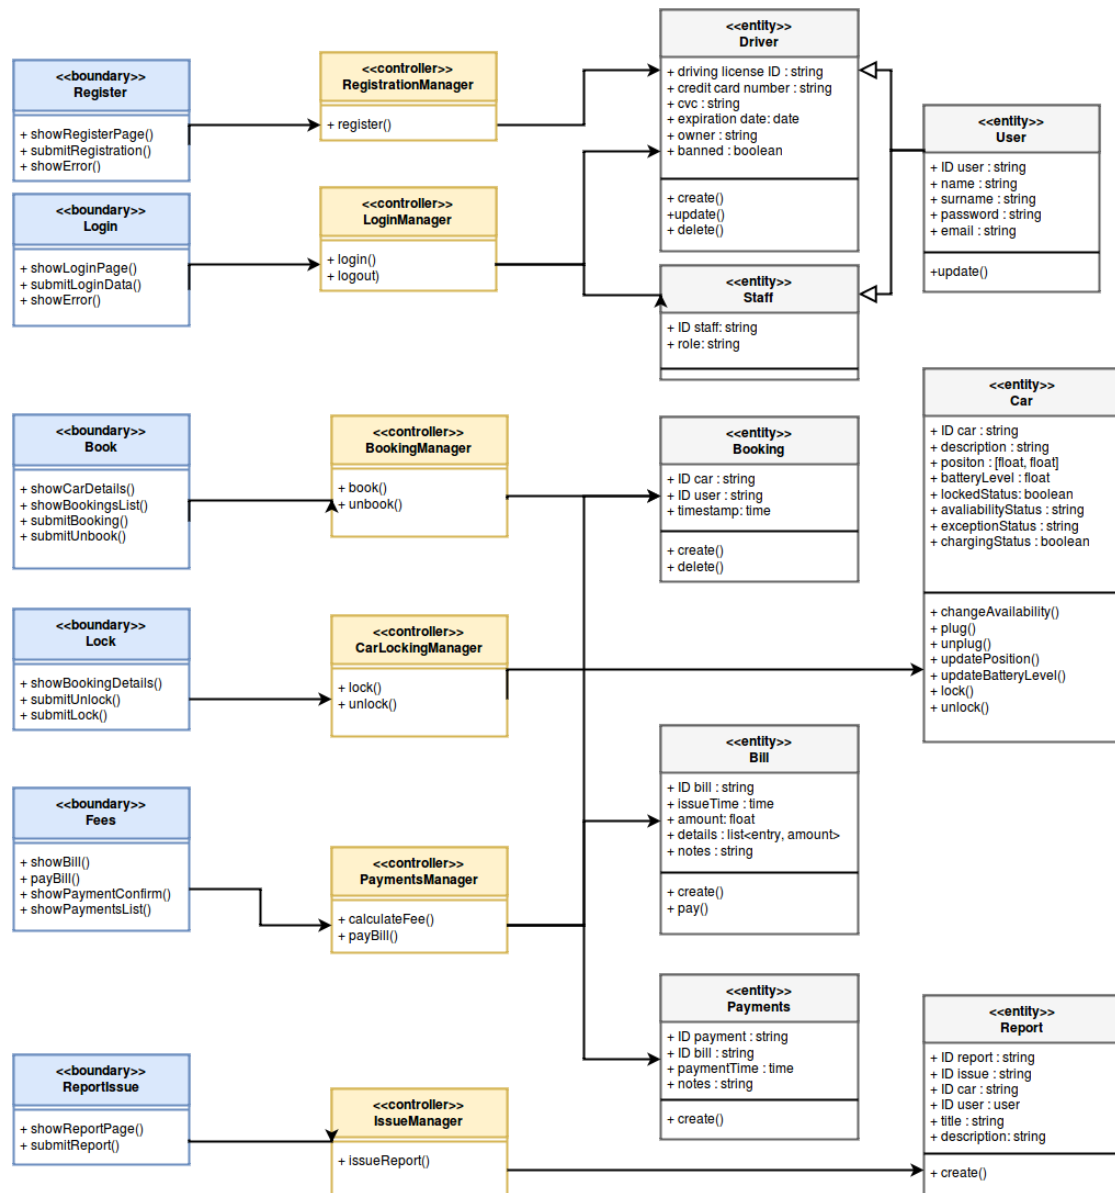 <<boundary>>
Register
+ showRegisterPage()
+ submitRegistration()
+ showError()
<<controller>>
RegistrationManager
+ register()
<<entity>>
Driver
+ driving license ID : string
+ credit card number : string
+ cvc : string
+ expiration date: date
+ owner : string
+ banned : boolean
+ create()
+update()
+ delete()
<<entity>>
User
+ ID user : string
+ name : string
+ surname : string
+ password : string
+ email : string
+update()
<<boundary>>
Login
+ showLoginPage()
+ submitLoginData()
+ showError()
<<controller>>
LoginManager
+ login()
+ logout)
<<entity>>
Staff
+ ID staff: string
+ role: string
<<boundary>>
Book
+ showCarDetails()
+ showBookingsList()
+ submitBooking()
+ submitUnbook()
<<controller>>
BookingManager
+ book()
+ unbook()
<<entity>>
Booking
+ ID car : string
+ ID user : string
+ timestamp: time
+ create()
+ delete()
<<entity>>
Car
+ ID car : string
+ description : string
+ positon : [float, float]
+ batteryLevel : float
+ lockedStatus: boolean
+ avaliabilityStatus : string
+ exceptionStatus : string
+ chargingStatus : boolean
+ changeAvailability()
+ plug()
+ unplug()
+ updatePosition()
+ updateBatteryLevel()
+ lock()
+ unlock()
<<boundary>>
Lock
+ showBookingDetails()
+ submitUnlock()
+ submitLock()
<<controller>>
CarLockingManager
+ lock()
+ unlock()
<<entity>>
Bill
+ ID bill : string
+ issueTime : time
+ amount: float
+ details : list<entry, amount>
+ notes : string
+ create()
+ pay()
<<boundary>>
Fees
+ showBill()
+ payBill()
+ showPaymentConfirm()
+ showPaymentsList()
<<controller>>
PaymentsManager
+ calculateFee()
+ payBill()
<<entity>>
Payments
+ ID payment : string
+ ID bill : string
+ paymentTime : time
+ notes : string
+ create()
<<entity>>
Report
+ ID report : string
+ ID issue : string
+ ID car : string
+ ID user : user
+ title : string
+ description: string
+ create()
<<boundary>>
ReportIssue
+ showReportPage()
+ submitReport()
<<controller>>
IssueManager
+ issueReport()